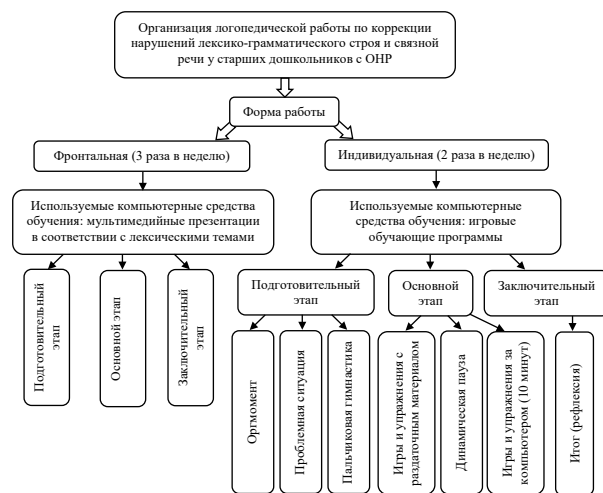 Организация логопедической работы по коррекции
нарушений лексико-грамматического строя и связной
речи у старших дошкольников с ОНР
Форма работы
Фронтальная (3 раза в неделю)
Индивидуальная (2 раза в неделю)
Используемые компьютерные средства
обучения: мультимедийные презентации
в соответствии с лексическими темами
Используемые компьютерные
средства обучения: игровые
обучающие программы
Подготовительный
этап
Основной этап
Заключительный
этап
Подготовительный
этап
Основной
этап
Заключительный
этап
Оргмомент
Проблемная ситуация
Пальчиковая гимнастика
Игры и упражнения с
раздаточным материалом
Динамическая пауза
Игры и упражнения за
компьютером (10 минут)
Итог (рефлексия)